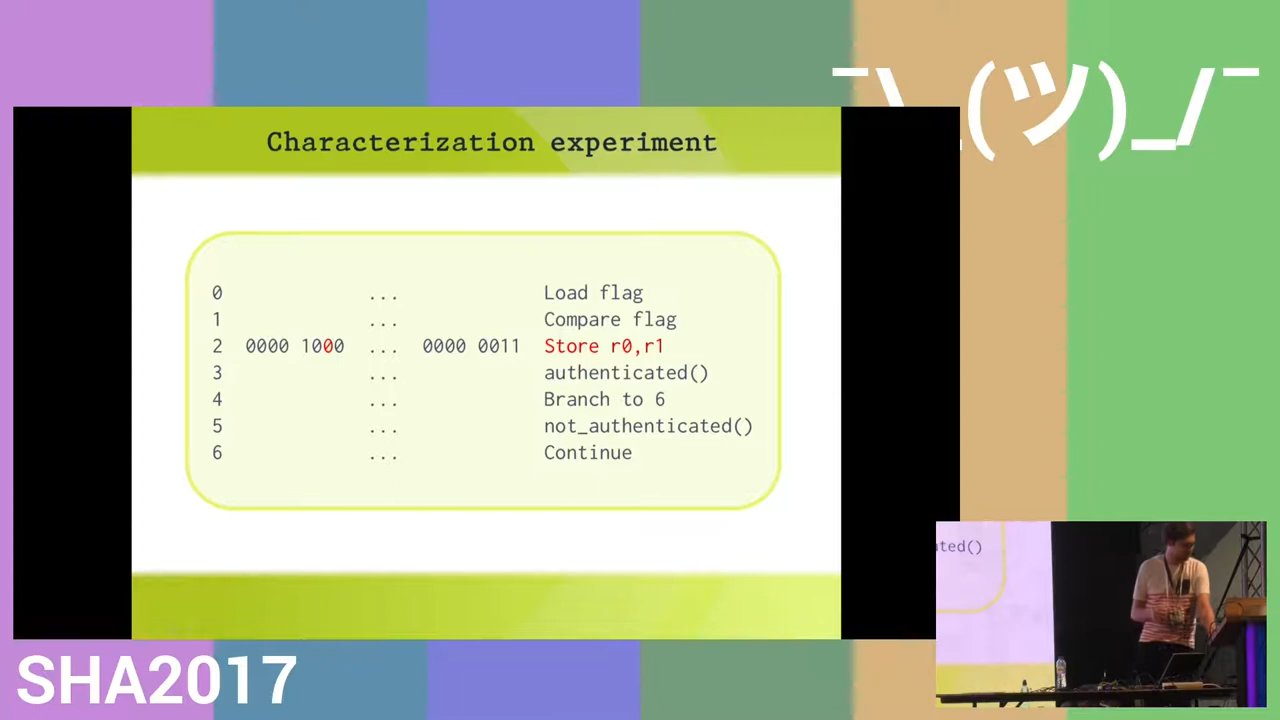 ¯\_(ツ)_/¯
Characterization experiment
0 ... Load flag
1 ... Compare flag
2 0000 1000 ... 0000 0011 Store r0,r1
3 ... authenticated()
4 ... Branch to 6
5 ... not_authenticated()
6 ... Continue
ated()
SHA2017